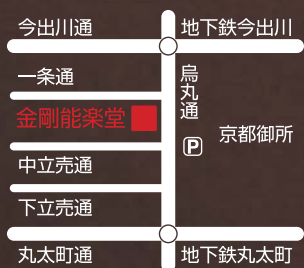 今出川通
地下鉄今出川
一条通
烏丸通
金剛能楽堂
京都御所
P
中立売通
下立売通
丸太町通
地下鉄丸太町